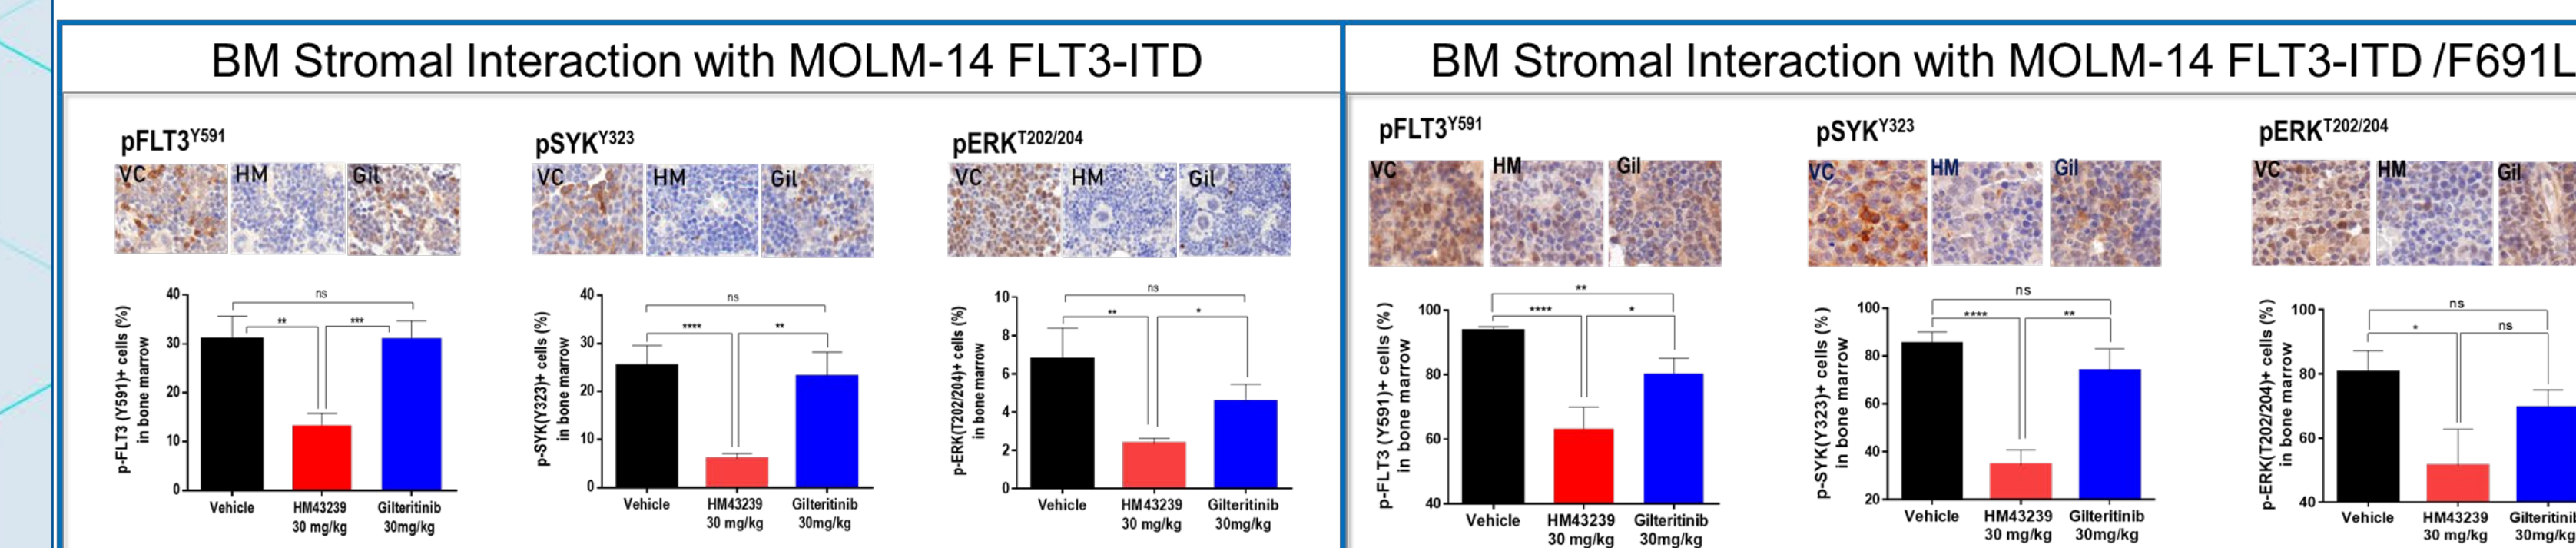 BM Stromal Interaction with MOLM-14 FLT3-ITD
pFLT3Y591
VC
HM
Gil
40
30
20
10
0
p-FLT3 (Y591)+ cells (%)
in bone marrow
ns
**
***
Vehicle
HM43239
30 mg/kg
Gilteritinib
30mg/kg
pSYKY323
VC
HM
Gil
40
30
20
10
0
p-SYK(Y323)+ cells (%)
in bone marrow
ns
****
**
Vehicle
HM43239
30 mg/kg
Gilteritinib
30mg/kg
pERKT202/204
VC
HM
Gil
10
8
6
4
2
0
p-ERK(T202/204)+ cells (%)
in bone marrow
ns
**
*
Vehicle
HM43239
30 mg/kg
Gilteritinib
30mg/kg
BM Stromal Interaction with MOLM-14 FLT3-ITD /F691L
pFLT3Y591
VC
HM
Gil
100
80
60
40
p-FLT3 (Y591)+ cells (%)
in bone marrow
**
****
*
Vehicle
HM43239
30 mg/kg
Gilteritinib
30mg/kg
pSYKY323
VC
HM
Gil
100
80
60
40
20
p-SYK(Y323)+ cells (%)
in bone marrow
ns
****
**
Vehicle
HM43239
30 mg/kg
Gilteritinib
30mg/kg
pERKT202/204
VC
HM
Gil
100
80
60
40
p-ERK(T202/204)+ cells (%)
in bone marrow
ns
*
ns
Vehicle
HM43239
30 mg/kg
Gilteritinib
30mg/kg